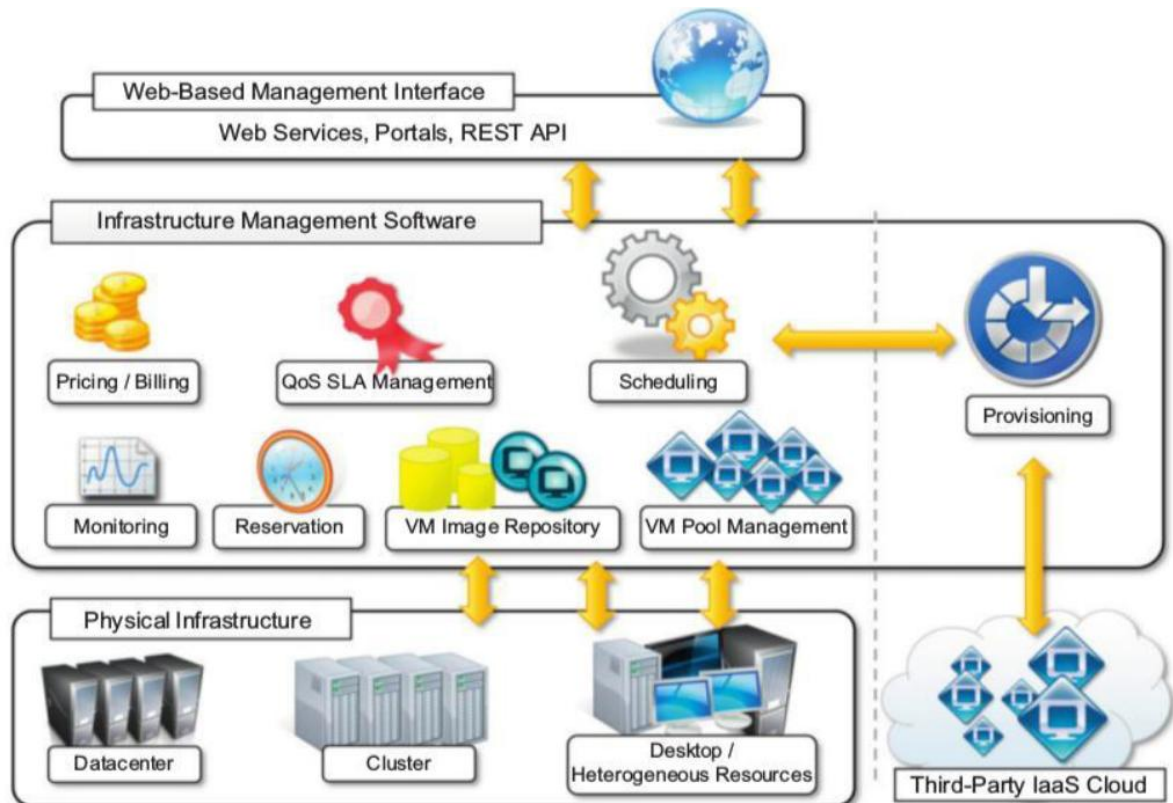 Web-Based Management Interface
Web Services, Portals, REST API
Infrastructure Management Software
Pricing / Billing
QoS SLA Management
Scheduling
Provisioning
Monitoring
Reservation
VM Image Repository
VM Pool Management
Physical Infrastructure
Datacenter
Cluster
Desktop /
Heterogeneous Resources
Third-Party IaaS Cloud